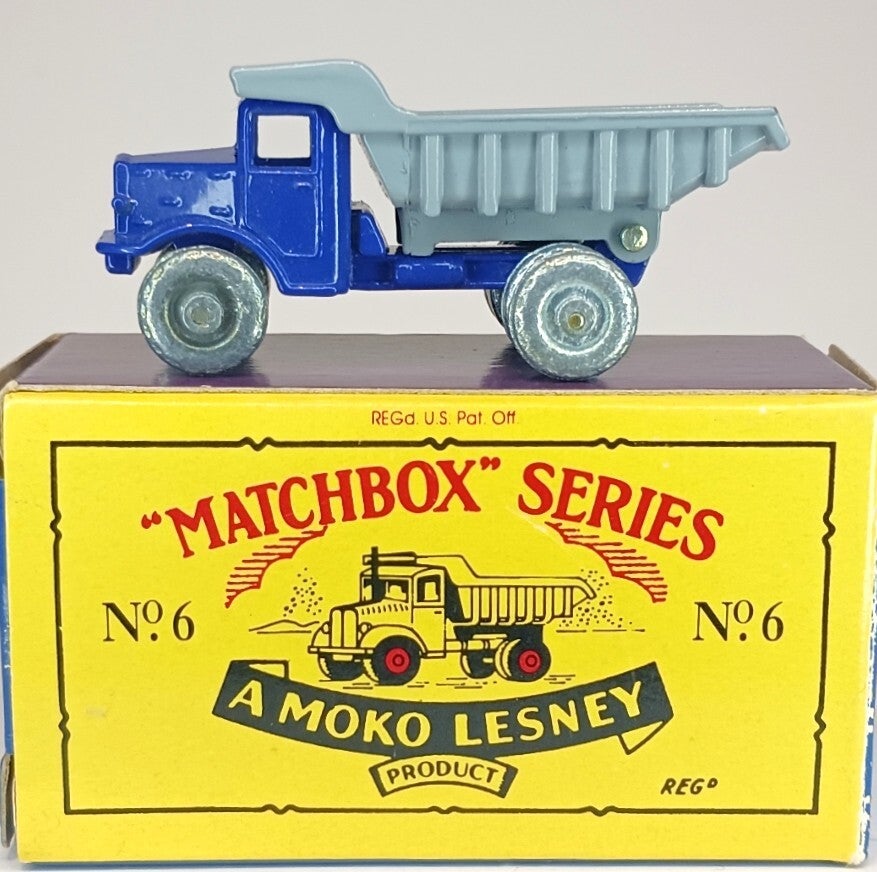 REGd. U.S. Pat. Off.
"MATCHBOX" SERIES
Nº. 6
Nº. 6
A MOKO LESNEY
PRODUCT
REGᴰ